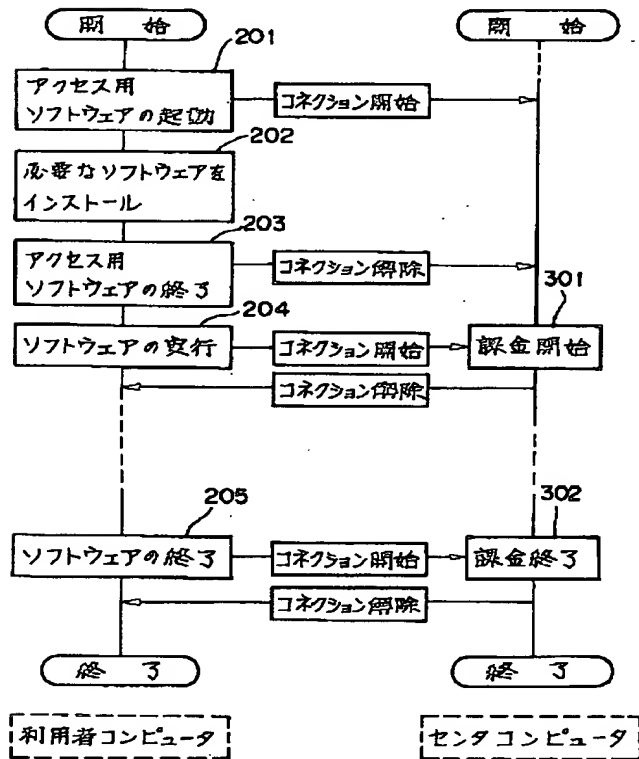 開始
開始
201
アクセス用
ソフトウェアの起動
コネクション開始
202
必要なソフトウェアを
インストール
203
アクセス用
ソフトウェアの終了
コネクション解除
204
301
ソフトウェアの実行
コネクション開始
課金開始
コネクション解除
205
302
ソフトウェアの終了
コネクション開始
課金終了
コネクション解除
終了
終了
利用者コンピュータ
センタコンピュータ